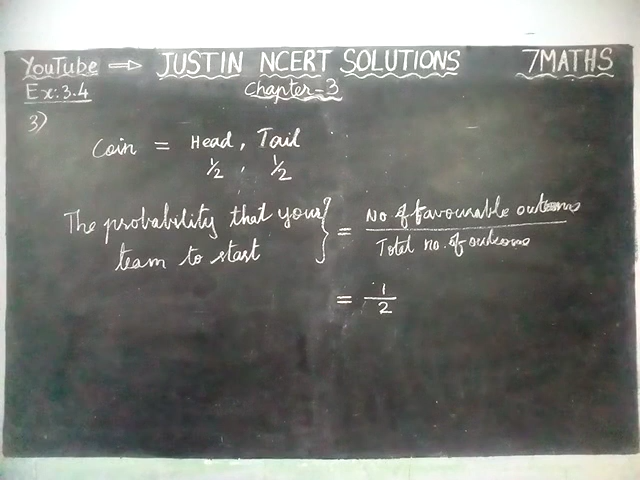 YouTube ⇒ JUSTIN NCERT SOLUTIONS 7MATHS
Ex:3.4 Chapter-3
3)
Coin = Head, Tail
1/2, 1/2
The probability that your team to start } = No. of favourable outcomes / Total no. of outcomes
= 1/2